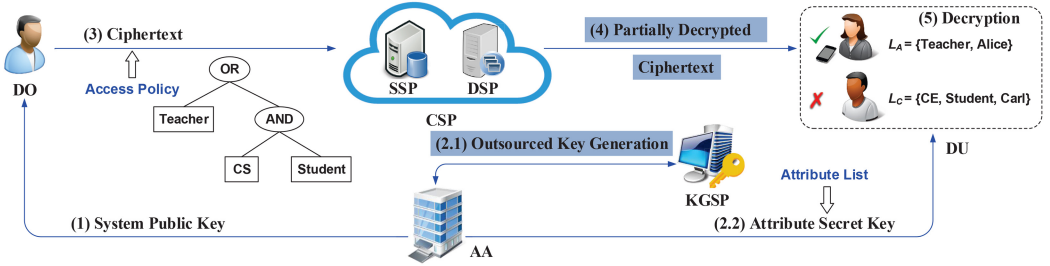 (3) Ciphertext
(4) Partially Decrypted
Ciphertext
(5) Decryption
L_A = {Teacher, Alice}
L_C = {CE, Student, Carl}
DO
Access Policy
OR
Teacher
AND
CS
Student
SSP
DSP
CSP
(2.1) Outsourced Key Generation
KGSP
DU
Attribute List
(1) System Public Key
AA
(2.2) Attribute Secret Key